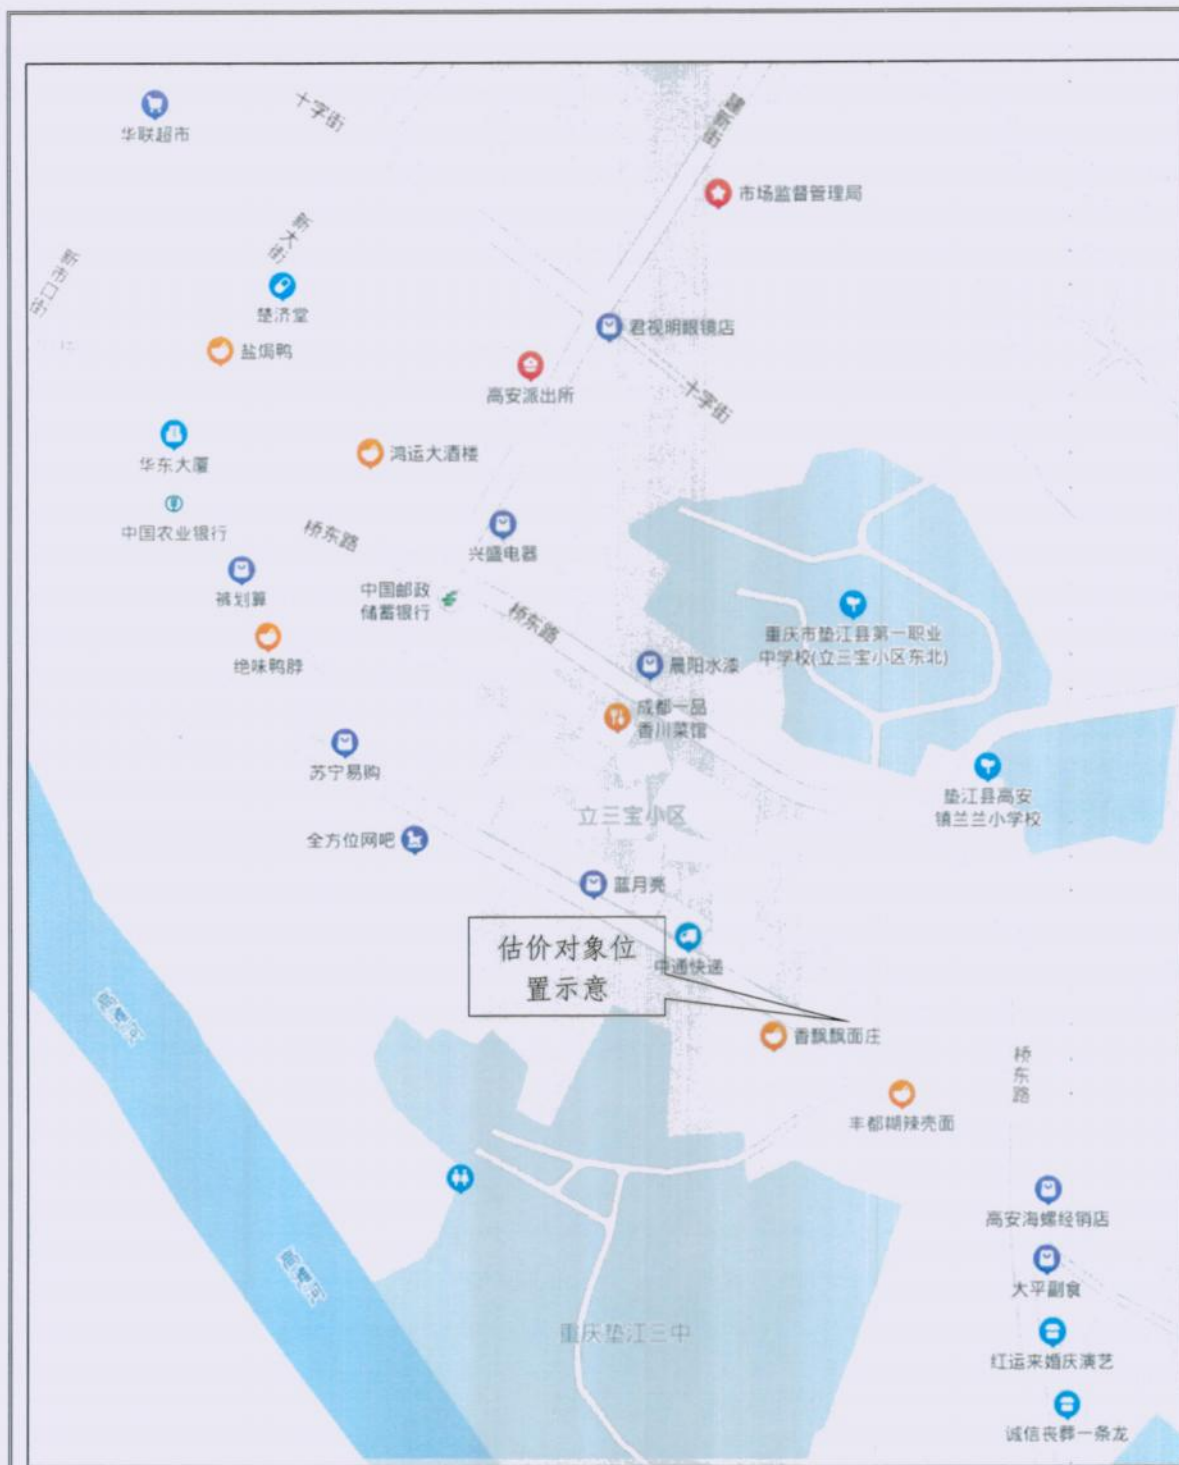 华联超市
十字街
建新街
市场监督管理局
新大街
新市口街
楚济堂
君视明眼镜店
盐焗鸭
高安派出所
十字街
华东大厦
鸿运大酒楼
中国农业银行
桥东路
兴盛电器
裤划算
中国邮政
储蓄银行
桥东路
重庆市垫江县第一职业
中学校(立三宝小区东北)
绝味鸭脖
晨阳水漆
成都一品
香川菜馆
苏宁易购
垫江县高安
镇兰兰小学校
立三宝小区
全方位网吧
蓝月亮
估价对象位
置示意
中通快递
香飘飘面庄
桥东路
丰都糊辣壳面
高安海螺经销店
大平副食
重庆垫江三中
红运来婚庆演艺
诚信丧葬一条龙